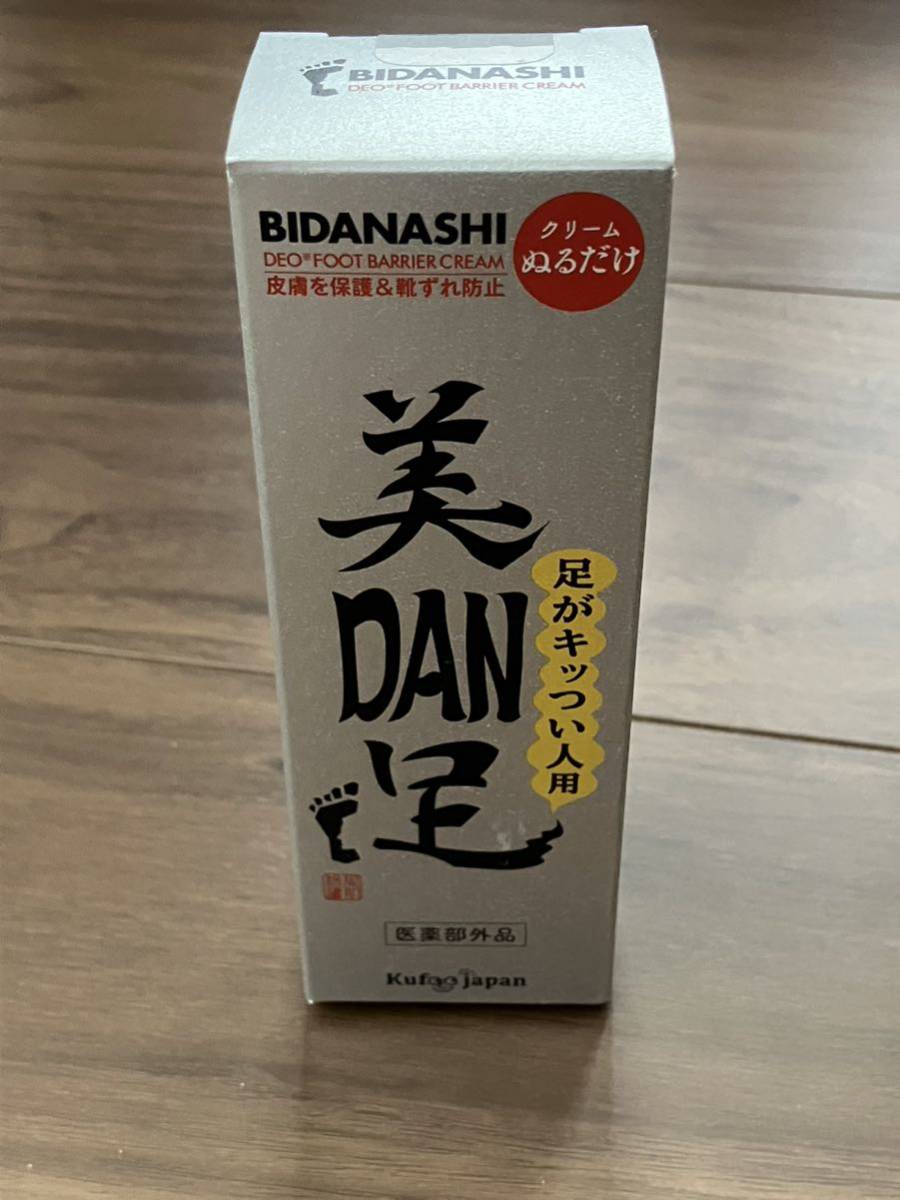 BIDANASHI
DEO®FOOT BARRIER CREAM
BIDANASHI
DEO®FOOT BARRIER CREAM
皮膚を保護&靴ずれ防止
クリーム
ぬるだけ
美
DAN
足
足がキッつい人用
医薬部外品
Kufoo japan